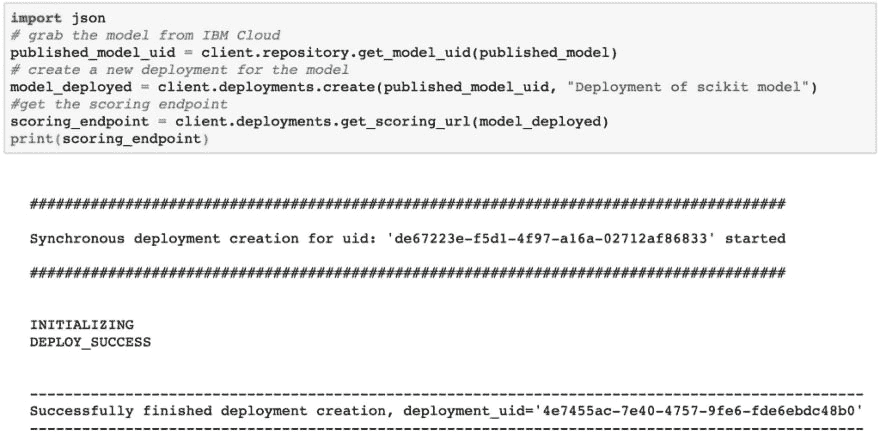 import json
# grab the model from IBM Cloud
published_model_uid = client.repository.get_model_uid(published_model)
# create a new deployment for the model
model_deployed = client.deployments.create(published_model_uid, "Deployment of scikit model")
#get the scoring endpoint
scoring_endpoint = client.deployments.get_scoring_url(model_deployed)
print(scoring_endpoint)
#######################################################################################
Synchronous deployment creation for uid: 'de67223e-f5d1-4f97-a16a-02712af86833' started
#######################################################################################
INITIALIZING
DEPLOY_SUCCESS
------------------------------------------------------------------------------------------------
Successfully finished deployment creation, deployment_uid='4e7455ac-7e40-4757-9fe6-fde6ebdc48b0'
------------------------------------------------------------------------------------------------